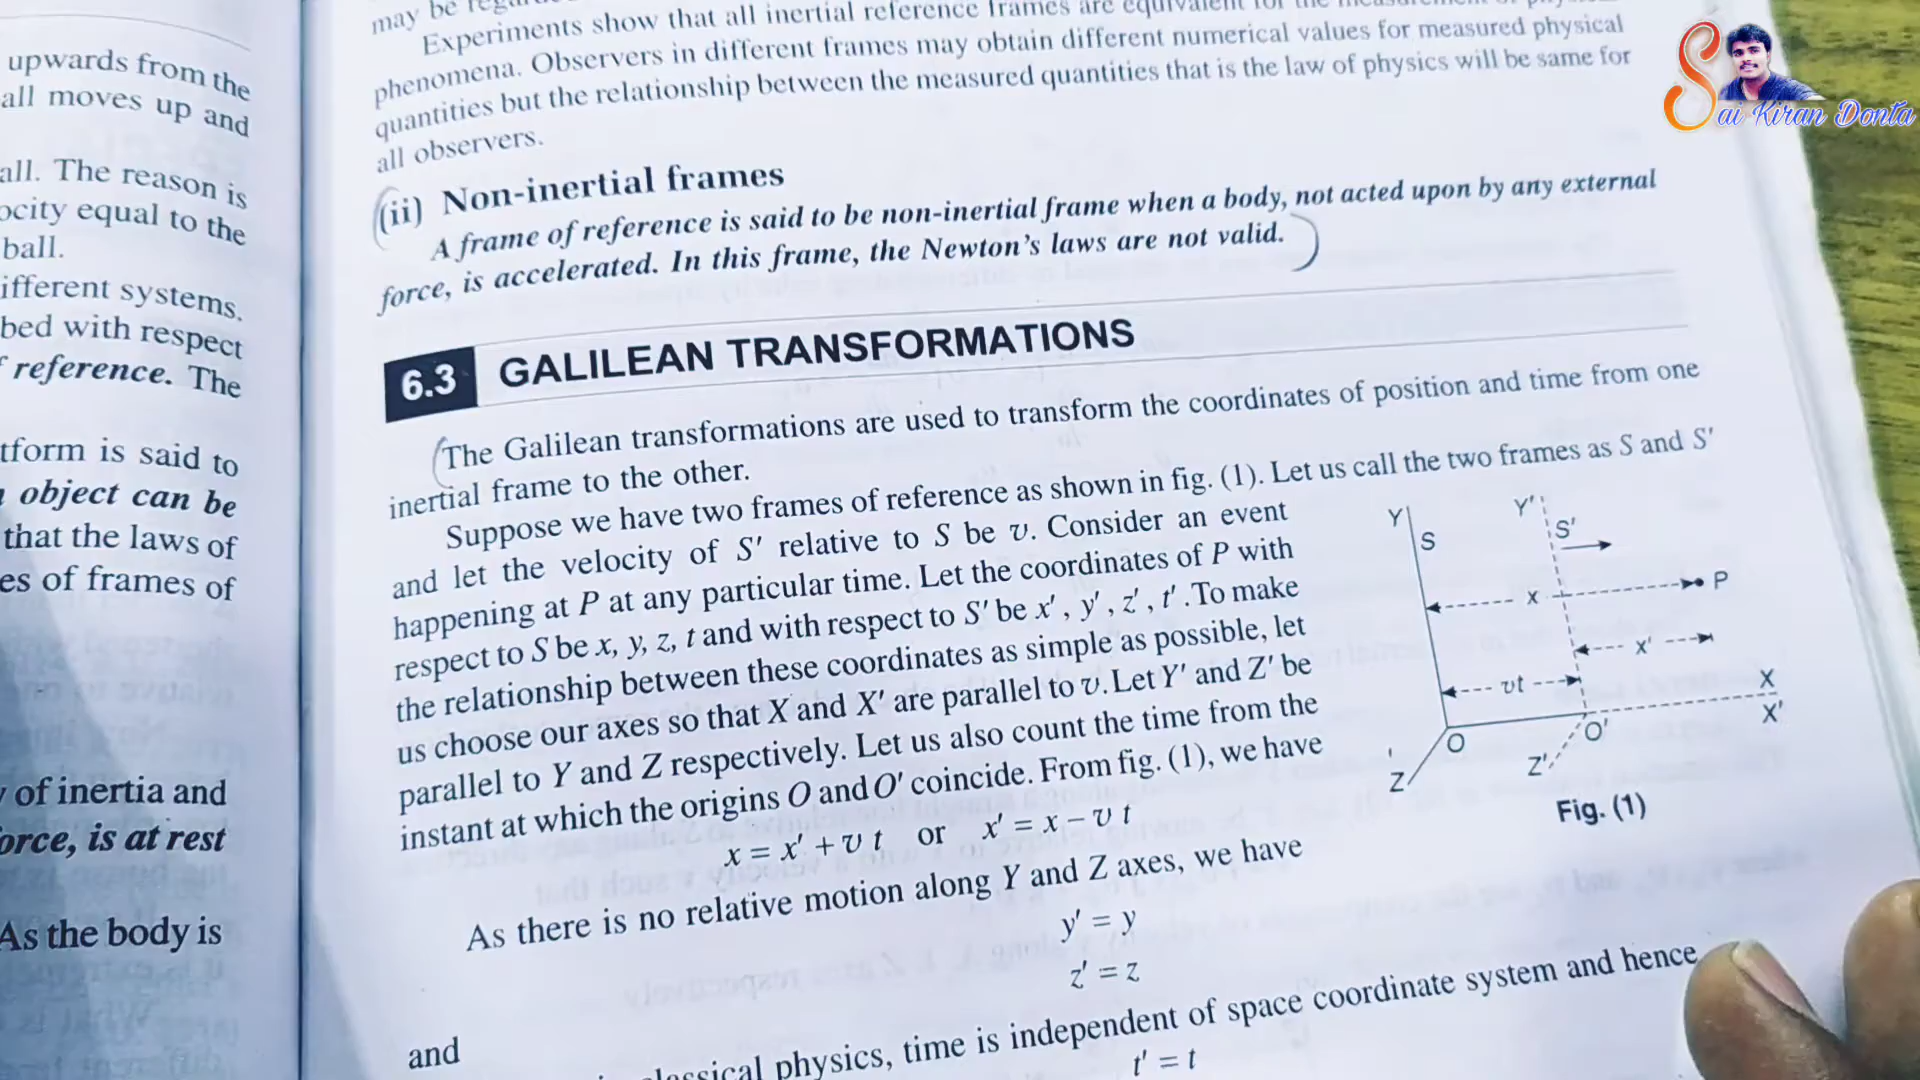 upwards from the
all moves up and
all. The reason is
ocity equal to the
ball.
ifferent systems.
bed with respect
reference. The
tform is said to
object can be
that the laws of
es of frames of
of inertia and
orce, is at rest
As the body is
may be
Experiments show that all inertial reference frames are equivalent for the measurement of
phenomena. Observers in different frames may obtain different numerical values for measured physical
quantities but the relationship between the measured quantities that is the law of physics will be same for
all observers.
(ii) Non-inertial frames
A frame of reference is said to be non-inertial frame when a body, not acted upon by any external
force, is accelerated. In this frame, the Newton's laws are not valid.
6.3 GALILEAN TRANSFORMATIONS
The Galilean transformations are used to transform the coordinates of position and time from one
inertial frame to the other.
Suppose we have two frames of reference as shown in fig. (1). Let us call the two frames as S and S'
and let the velocity of S' relative to S be v. Consider an event
happening at P at any particular time. Let the coordinates of P with
respect to S be x, y, z, t and with respect to S' be x', y', z', t'. To make
the relationship between these coordinates as simple as possible, let
us choose our axes so that X and X' are parallel to v. Let Y' and Z' be
parallel to Y and Z respectively. Let us also count the time from the
instant at which the origins O and O' coincide. From fig. (1), we have
x = x' + v t or x' = x – v t
As there is no relative motion along Y and Z axes, we have
y' = y
and z' = z
classical physics, time is independent of space coordinate system and hence
t' = t
Y S Y' S'
x P
x'
vt
X
X'
O O'
Z Z'
Fig. (1)
Sai Kiran Donta